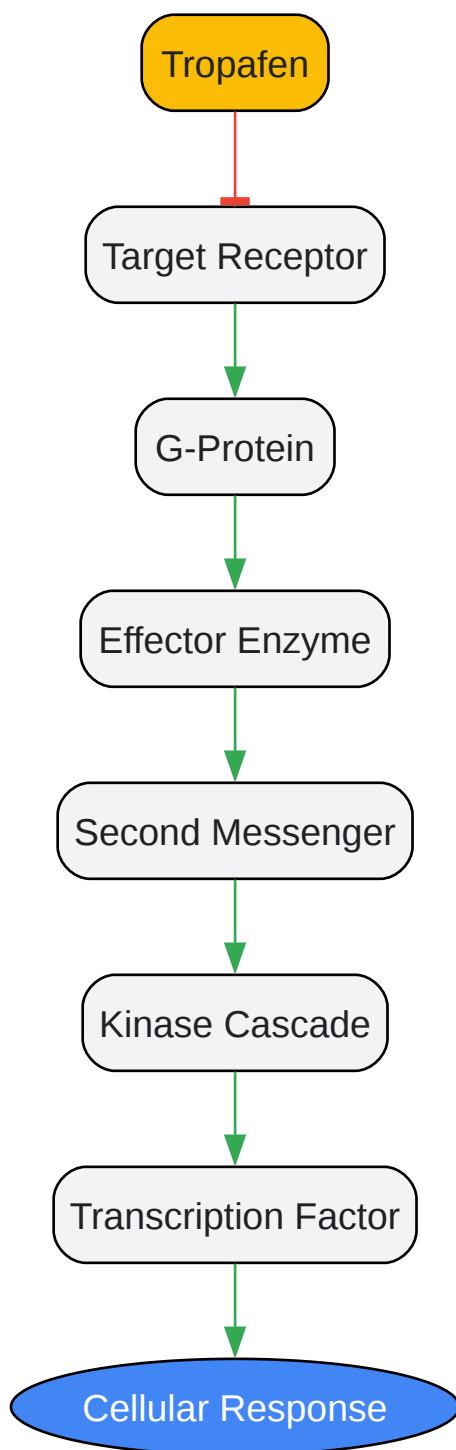 Tropafen
Target Receptor
G-Protein
Effector Enzyme
Second Messenger
Kinase Cascade
Transcription Factor
Cellular Response